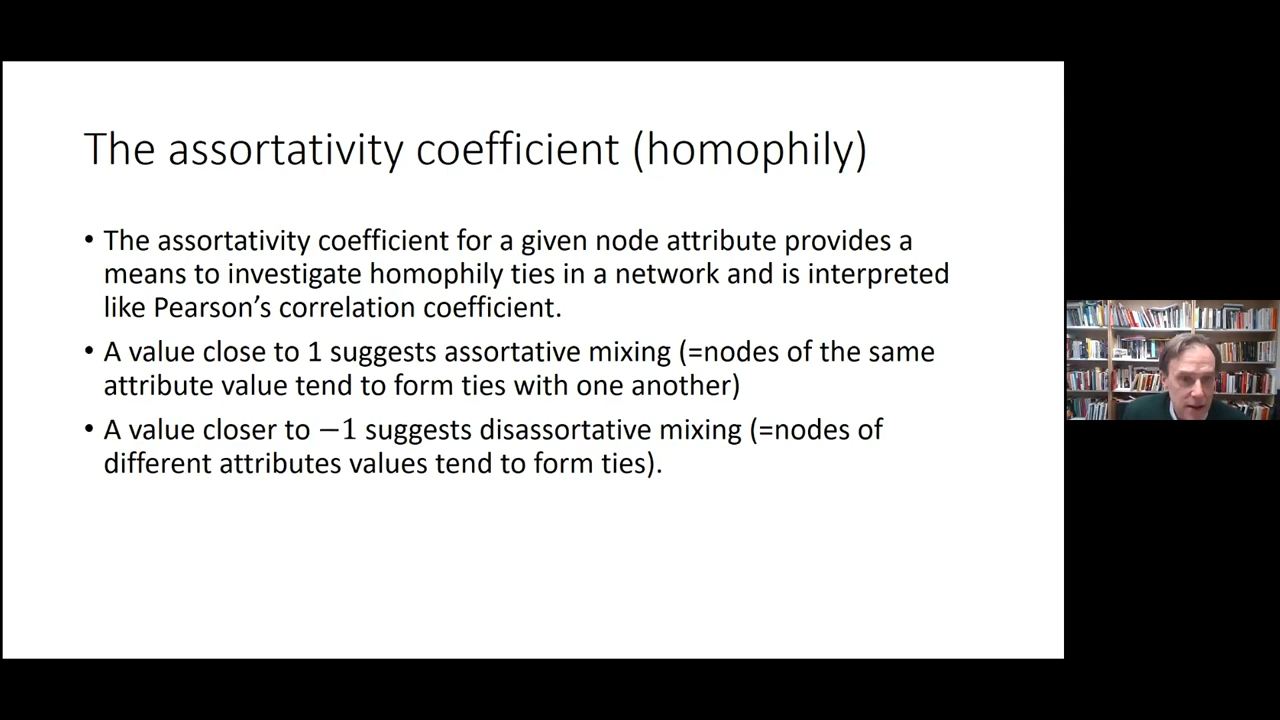 The assortativity coefficient (homophily)
• The assortativity coefficient for a given node attribute provides a
means to investigate homophily ties in a network and is interpreted
like Pearson’s correlation coefficient.
• A value close to 1 suggests assortative mixing (=nodes of the same
attribute value tend to form ties with one another)
• A value closer to −1 suggests disassortative mixing (=nodes of
different attributes values tend to form ties).